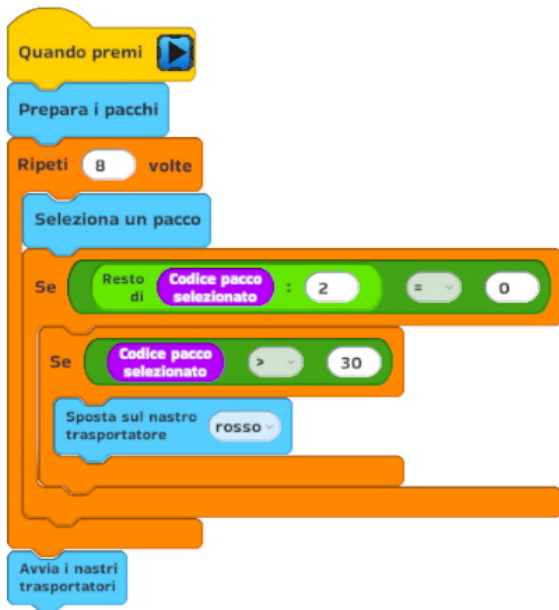 Quando premi
Prepara i pacchi
Ripeti 8 volte
Seleziona un pacco
Se Resto di Codice pacco selezionato : 2 = 0
Se Codice pacco selezionato > 30
Sposta sul nastro trasportatore rosso
Avvia i nastri
trasportatori